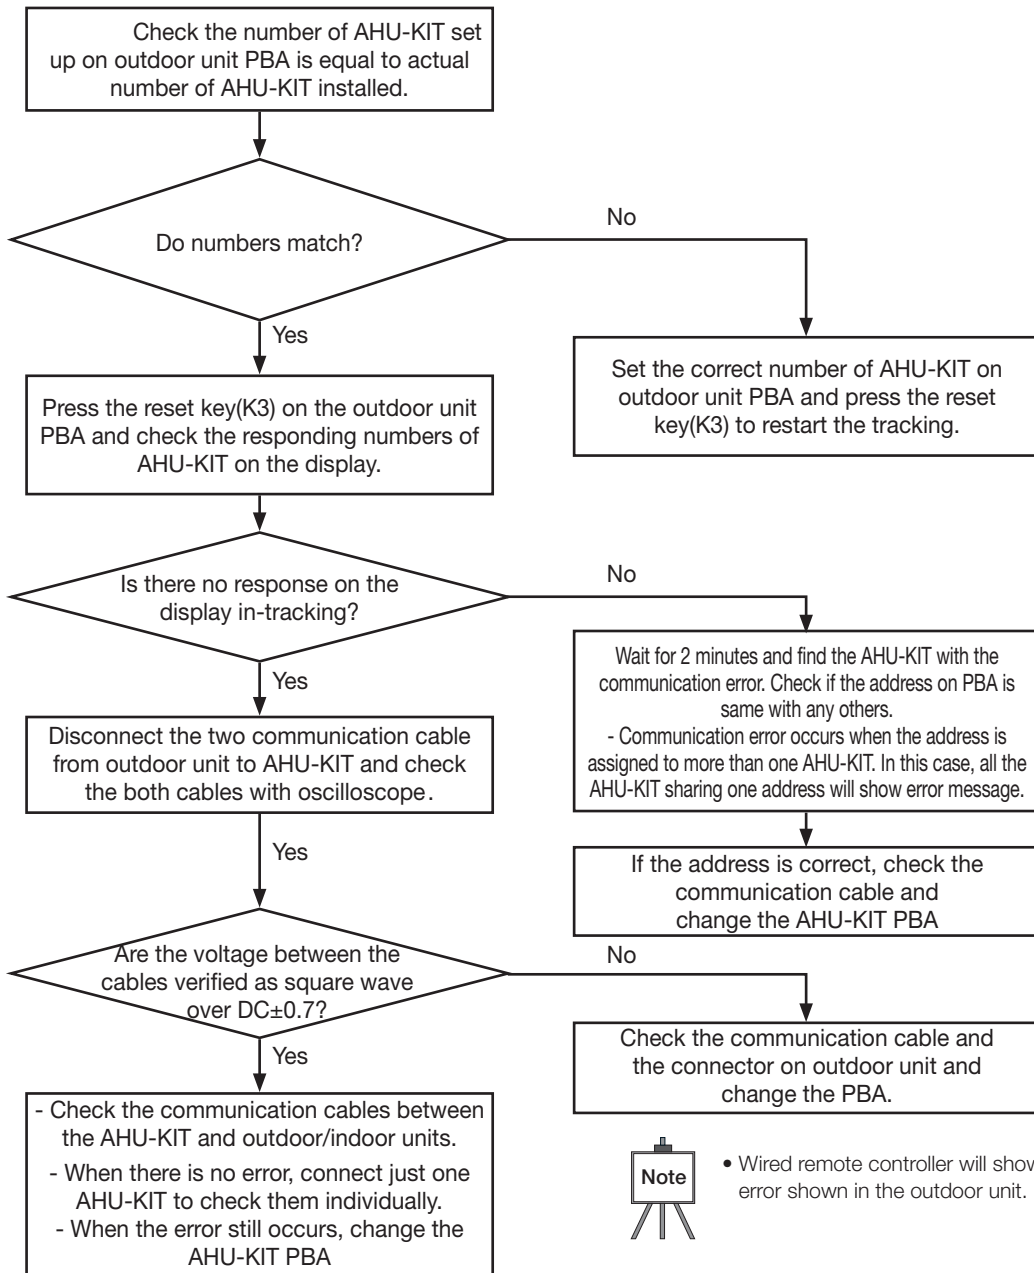 Check the number of AHU-KIT set
up on outdoor unit PBA is equal to actual
number of AHU-KIT installed.
Do numbers match?
No
Yes
Set the correct number of AHU-KIT on
outdoor unit PBA and press the reset
key(K3) to restart the tracking.
Press the reset key(K3) on the outdoor unit
PBA and check the responding numbers of
AHU-KIT on the display.
Is there no response on the
display in-tracking?
No
Yes
Wait for 2 minutes and find the AHU-KIT with the
communication error. Check if the address on PBA is
same with any others.
- Communication error occurs when the address is
assigned to more than one AHU-KIT. In this case, all the
AHU-KIT sharing one address will show error message.
If the address is correct, check the
communication cable and
change the AHU-KIT PBA
Disconnect the two communication cable
from outdoor unit to AHU-KIT and check
the both cables with oscilloscope.
Yes
Are the voltage between the
cables verified as square wave
over DC±0.7?
No
Yes
Check the communication cable and
the connector on outdoor unit and
change the PBA.
- Check the communication cables between
the AHU-KIT and outdoor/indoor units.
- When there is no error, connect just one
AHU-KIT to check them individually.
- When the error still occurs, change the
AHU-KIT PBA
Note
• Wired remote controller will show
error shown in the outdoor unit.